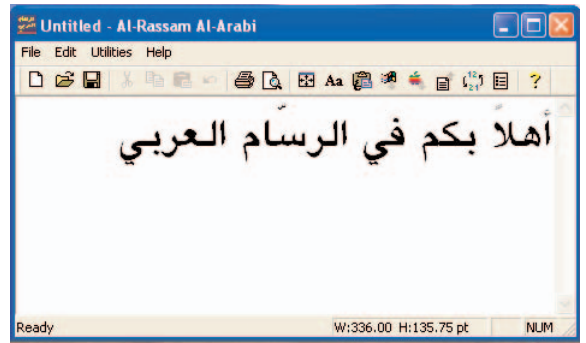 Untitled - Al-Rassam Al-Arabi
File Edit Utilities Help
أهلاً بكم في الرسّام العربي
Ready W:336.00 H:135.75 pt NUM